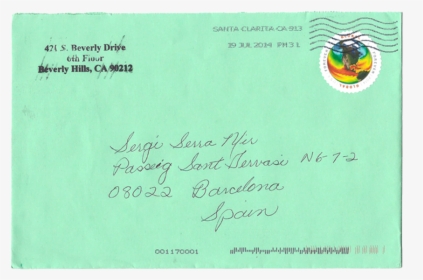 421 S. Beverly Drive
6th Floor
Beverly Hills, CA 90212
SANTA CLARITA CA 913
19 JUL 2014 PM 3 L
Sergi Serra Mir
Passeig Sant Gervasi Nº 7-2
08022 Barcelona
Spain
001170001